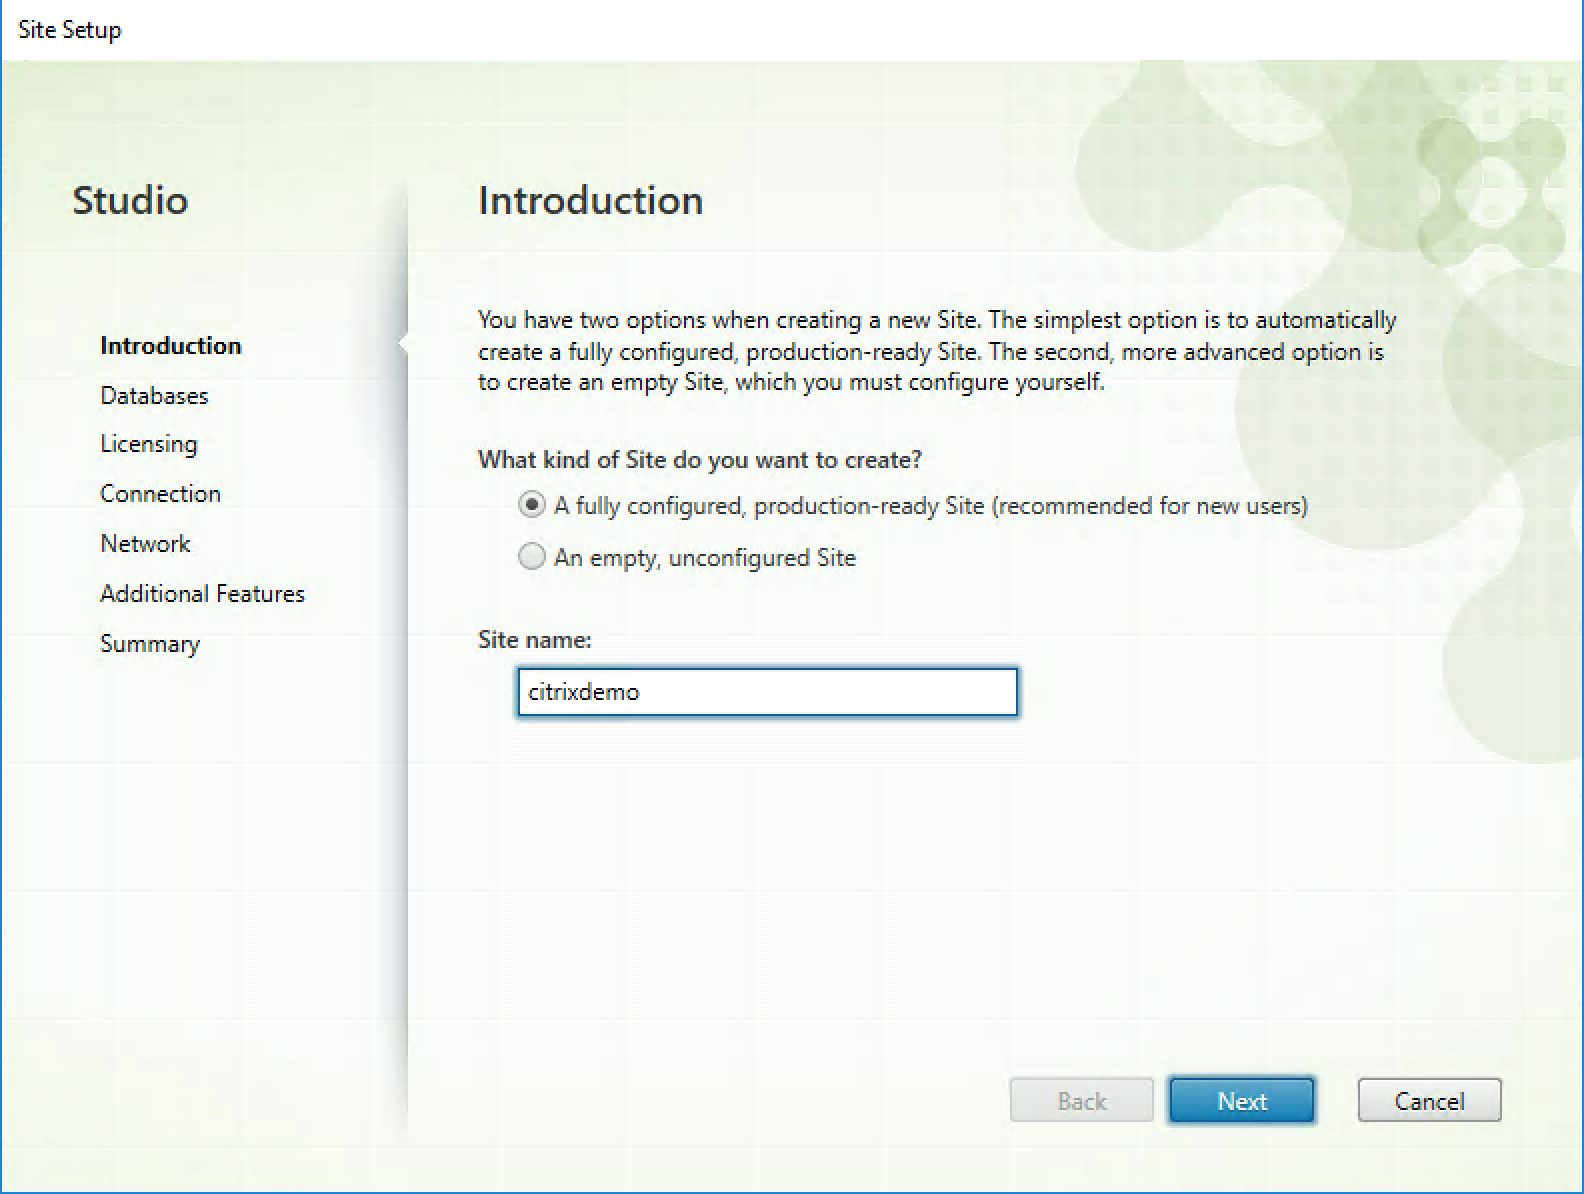 Site Setup
Studio
Introduction
Databases
Licensing
Connection
Network
Additional Features
Summary
Introduction
You have two options when creating a new Site. The simplest option is to automatically
create a fully configured, production-ready Site. The second, more advanced option is
to create an empty Site, which you must configure yourself.
What kind of Site do you want to create?
A fully configured, production-ready Site (recommended for new users)
An empty, unconfigured Site
Site name:
citrixdemo
Back
Next
Cancel